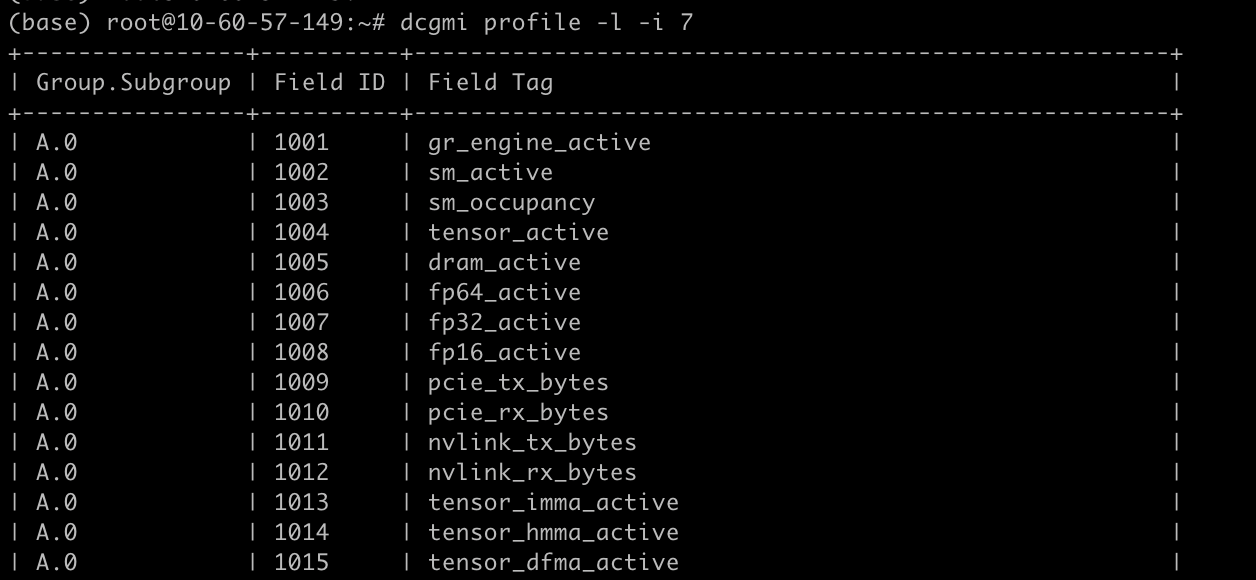 (base) root@10-60-57-149:~# dcgmi profile -l -i 7
+----------------+----------+------------------------------------------------------+
| Group.Subgroup | Field ID | Field Tag                                            |
+----------------+----------+------------------------------------------------------+
| A.0            | 1001     | gr_engine_active                                     |
| A.0            | 1002     | sm_active                                            |
| A.0            | 1003     | sm_occupancy                                         |
| A.0            | 1004     | tensor_active                                        |
| A.0            | 1005     | dram_active                                          |
| A.0            | 1006     | fp64_active                                          |
| A.0            | 1007     | fp32_active                                          |
| A.0            | 1008     | fp16_active                                          |
| A.0            | 1009     | pcie_tx_bytes                                        |
| A.0            | 1010     | pcie_rx_bytes                                        |
| A.0            | 1011     | nvlink_tx_bytes                                      |
| A.0            | 1012     | nvlink_rx_bytes                                      |
| A.0            | 1013     | tensor_imma_active                                   |
| A.0            | 1014     | tensor_hmma_active                                   |
| A.0            | 1015     | tensor_dfma_active                                   |